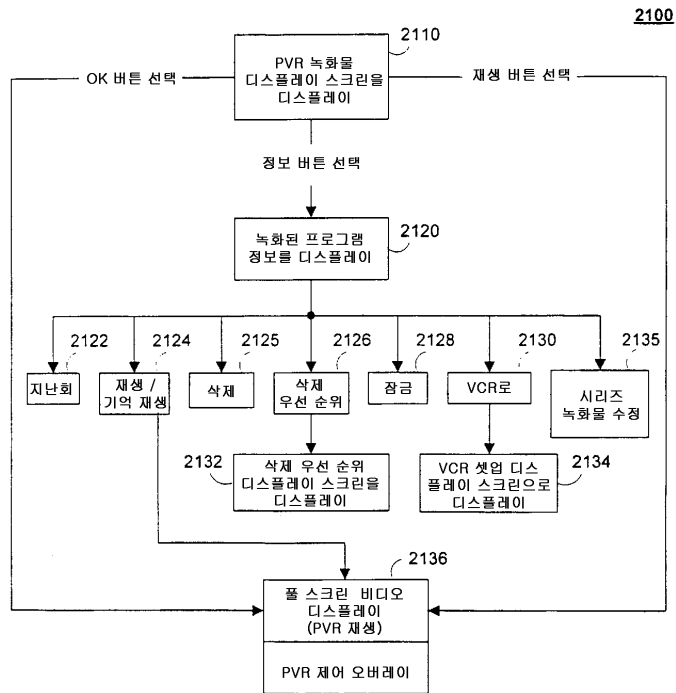 2100
2110
PVR 녹화물
디스플레이 스크린을
디스플레이
OK 버튼 선택
재생 버튼 선택
정보 버튼 선택
2120
녹화된 프로그램
정보를 디스플레이
2122
지난회
2124
재생 /
기억 재생
2125
삭제
2126
삭제
우선 순위
2128
잠금
2130
VCR로
2135
시리즈
녹화물 수정
2132
삭제 우선 순위
디스플레이 스크린을
디스플레이
2134
VCR 셋업 디스
플레이 스크린으로
디스플레이
2136
풀 스크린 비디오
디스플레이
(PVR 재생)
PVR 제어 오버레이